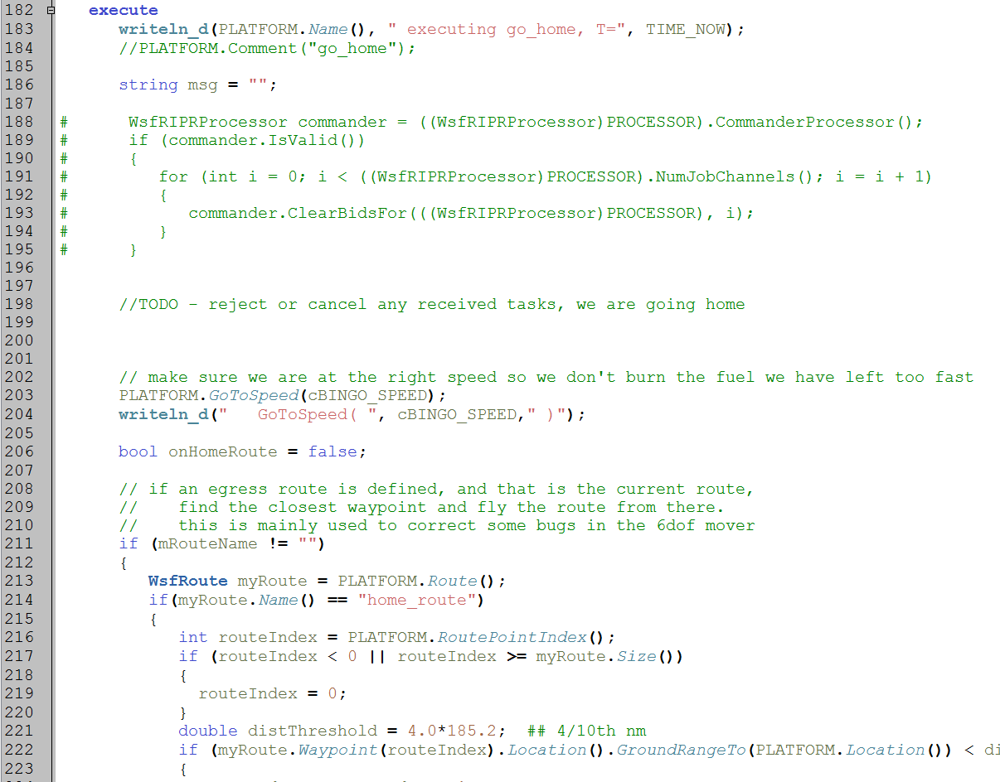 182 execute
183 writeln_d(PLATFORM.Name(), " executing go_home, T=", TIME_NOW);
184 //PLATFORM.Comment("go_home");
185
186 string msg = "";
187
188 # WsfRIPRProcessor commander = ((WsfRIPRProcessor)PROCESSOR).CommanderProcessor();
189 # if (commander.IsValid())
190 # {
191 # for (int i = 0; i < ((WsfRIPRProcessor)PROCESSOR).NumJobChannels(); i = i + 1)
192 # {
193 # commander.ClearBidsFor(((WsfRIPRProcessor)PROCESSOR), i);
194 # }
195 # }
196
197
198 //TODO - reject or cancel any received tasks, we are going home
199
200
201
202 // make sure we are at the right speed so we don't burn the fuel we have left too fast
203 PLATFORM.GoToSpeed(cBINGO_SPEED);
204 writeln_d("   GoToSpeed( ", cBINGO_SPEED," )");
205
206 bool onHomeRoute = false;
207
208 // if an egress route is defined, and that is the current route,
209 //    find the closest waypoint and fly the route from there.
210 //    this is mainly used to correct some bugs in the 6dof mover
211 if (mRouteName != "")
212 {
213 WsfRoute myRoute = PLATFORM.Route();
214 if(myRoute.Name() == "home_route")
215 {
216 int routeIndex = PLATFORM.RoutePointIndex();
217 if (routeIndex < 0 || routeIndex >= myRoute.Size())
218 {
219 routeIndex = 0;
220 }
221 double distThreshold = 4.0*185.2;  ## 4/10th nm
222 if (myRoute.Waypoint(routeIndex).Location().GroundRangeTo(PLATFORM.Location()) < di
223 {